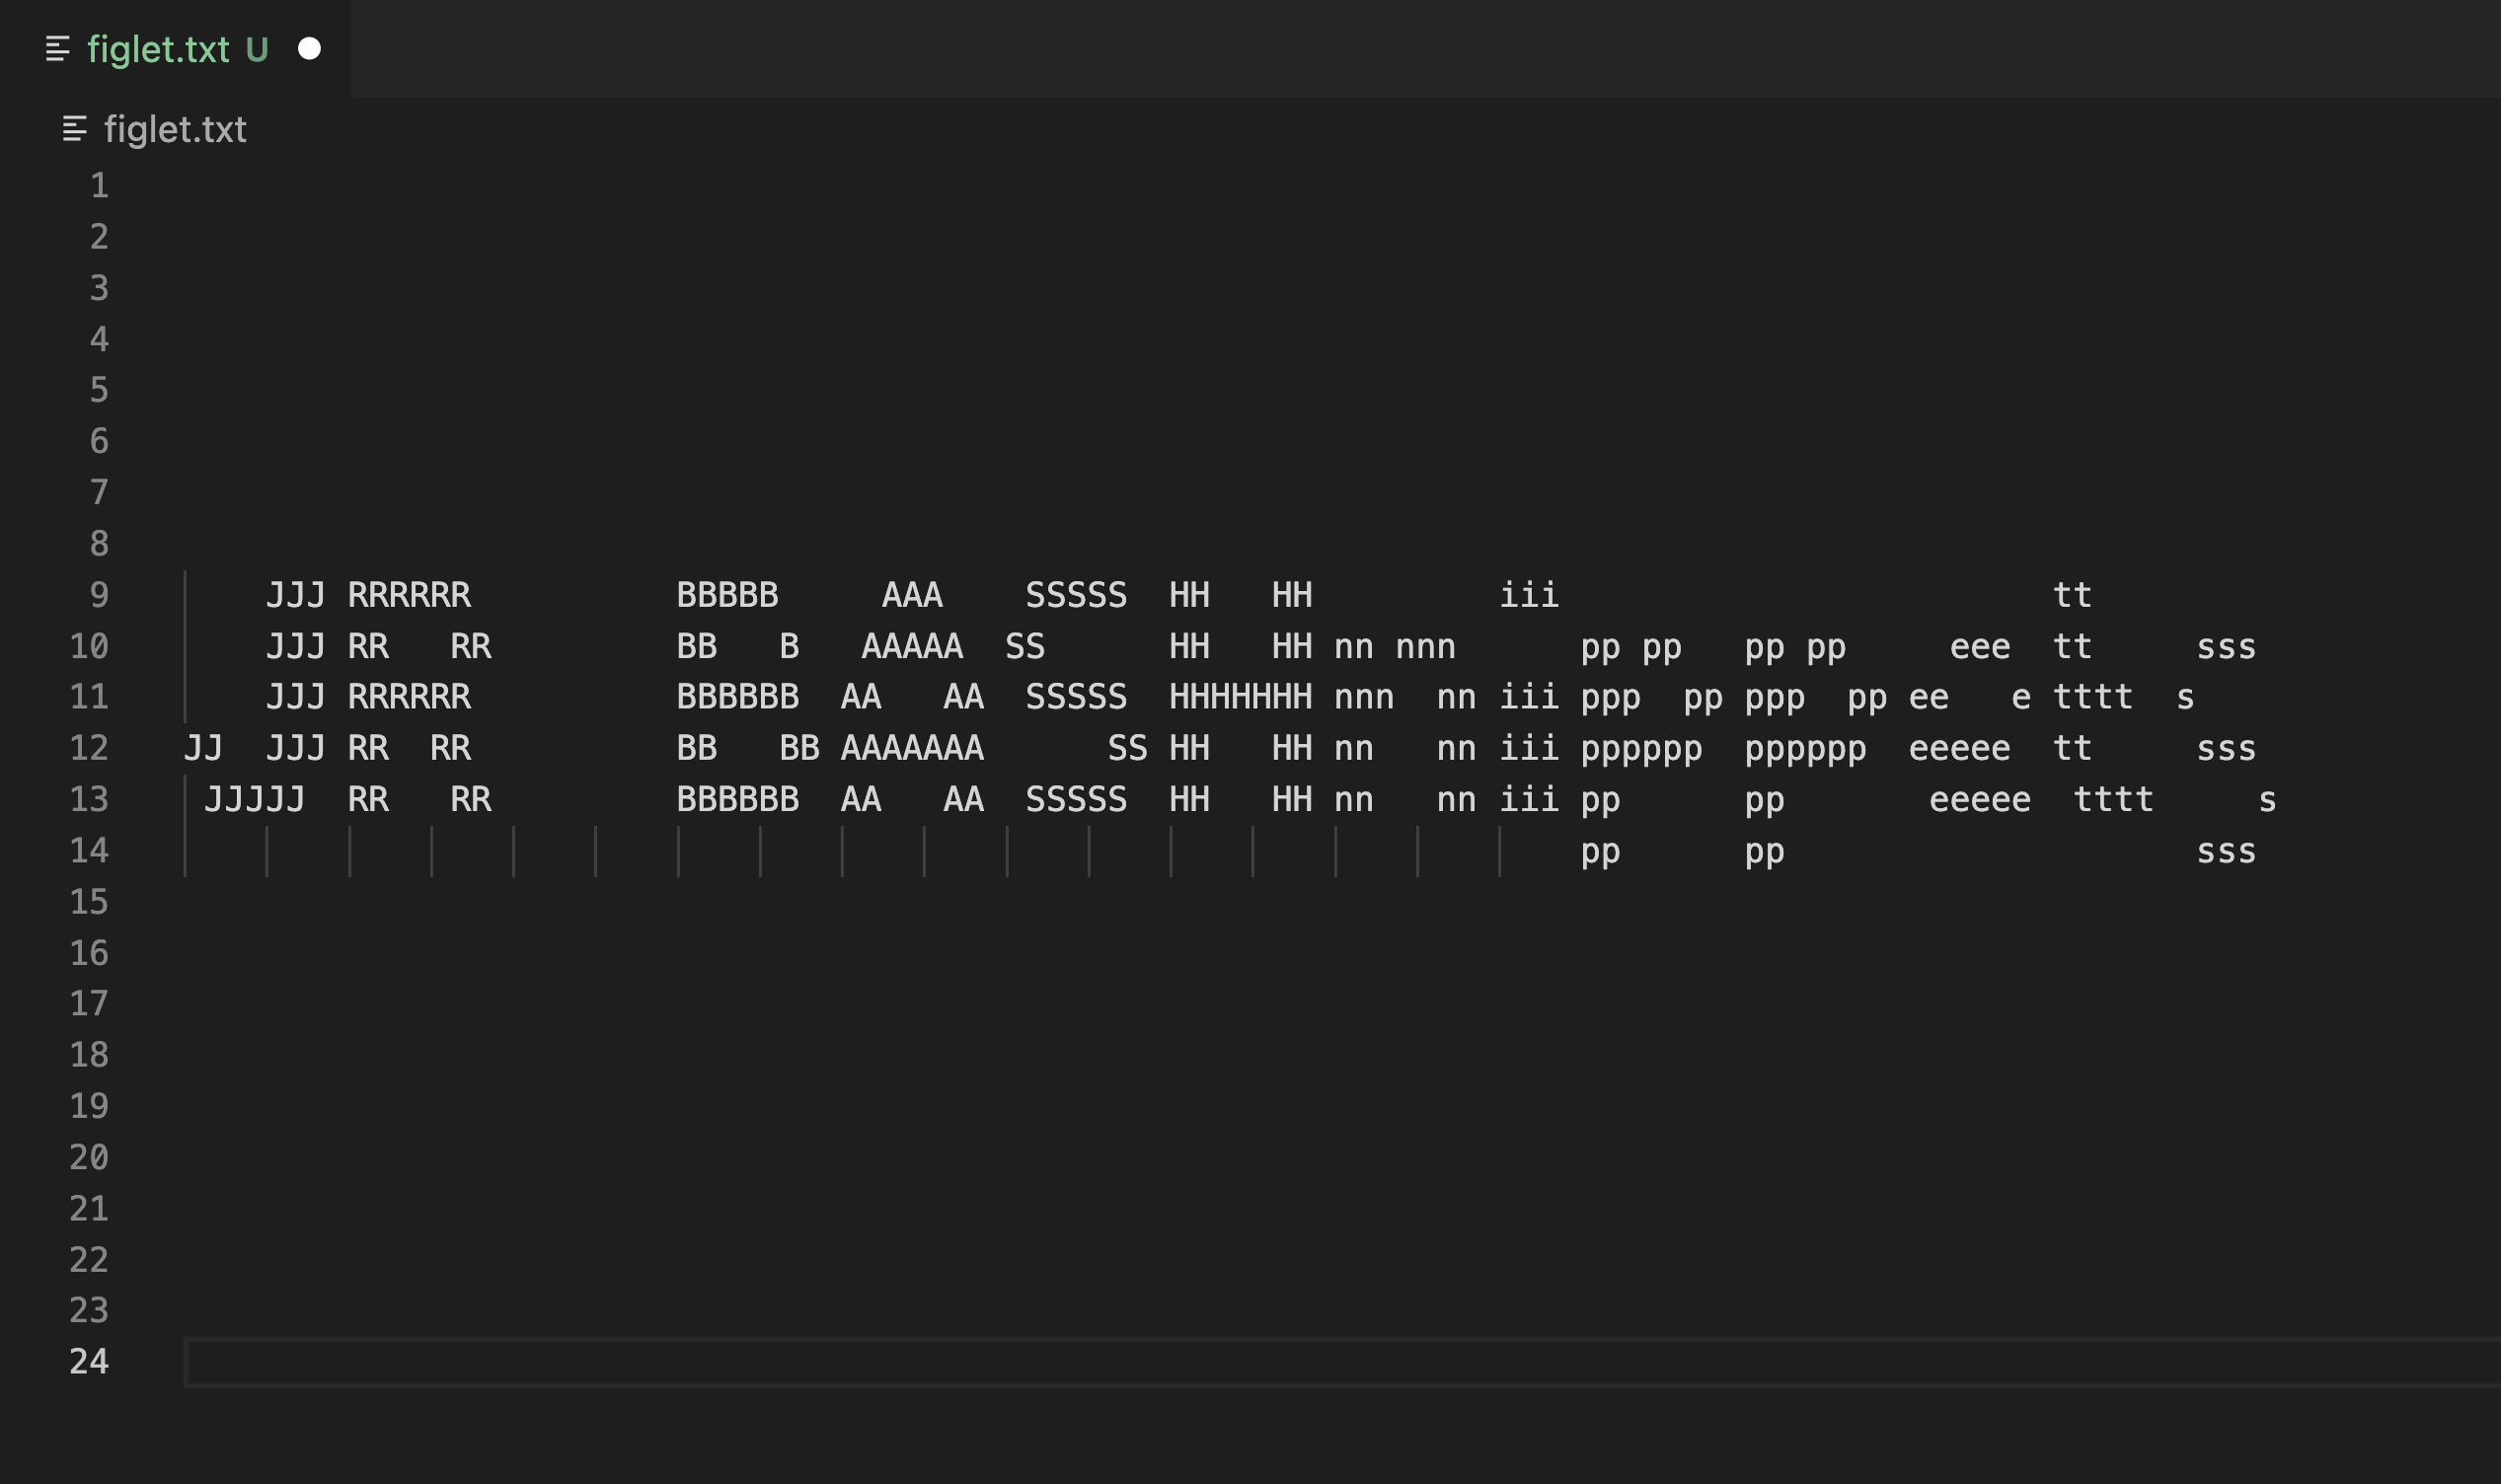 figlet.txt U
figlet.txt
1
2
3
4
5
6
7
8
9     JJJ RRRRRR          BBBBB     AAA    SSSSS  HH   HH         iii                        tt
10     JJJ RR   RR         BB   B   AAAAA  SS      HH   HH nn nnn      pp pp   pp pp     eee  tt     sss
11     JJJ RRRRRR          BBBBBB  AA   AA  SSSSS  HHHHHHH nnn  nn iii ppp  pp ppp  pp ee   e tttt  s
12 JJ  JJJ RR  RR          BB   BB AAAAAAA      SS HH   HH nn   nn iii pppppp  pppppp  eeeee  tt     sss
13  JJJJJ  RR   RR         BBBBBB  AA   AA  SSSSS  HH   HH nn   nn iii pp      pp       eeeee  tttt     s
14                                                                     pp      pp                    sss
15
16
17
18
19
20
21
22
23
24